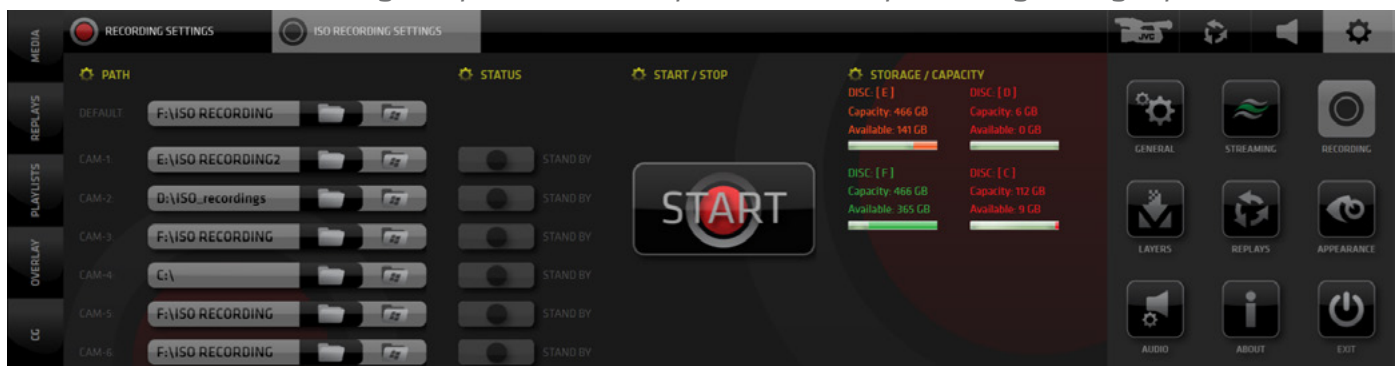 RECORDING SETTINGS
ISO RECORDING SETTINGS
JVC
MEDIA
REPLAYS
PLAYLISTS
OVERLAY
CG
PATH
STATUS
START / STOP
STORAGE / CAPACITY
DEFAULT:
F:\ISO RECORDING
CAM-1:
E:\ISO RECORDING2
STAND BY
CAM-2:
D:\ISO_recordings
STAND BY
CAM-3:
F:\ISO RECORDING
STAND BY
CAM-4:
C:\
STAND BY
CAM-5:
F:\ISO RECORDING
STAND BY
CAM-6:
F:\ISO RECORDING
STAND BY
START
DISC: [ E ]
Capacity: 466 GB
Available: 141 GB
DISC: [ D ]
Capacity: 6 GB
Available: 0 GB
DISC: [ F ]
Capacity: 466 GB
Available: 365 GB
DISC: [ C ]
Capacity: 112 GB
Available: 9 GB
GENERAL
STREAMING
RECORDING
LAYERS
REPLAYS
APPEARANCE
AUDIO
ABOUT
EXIT